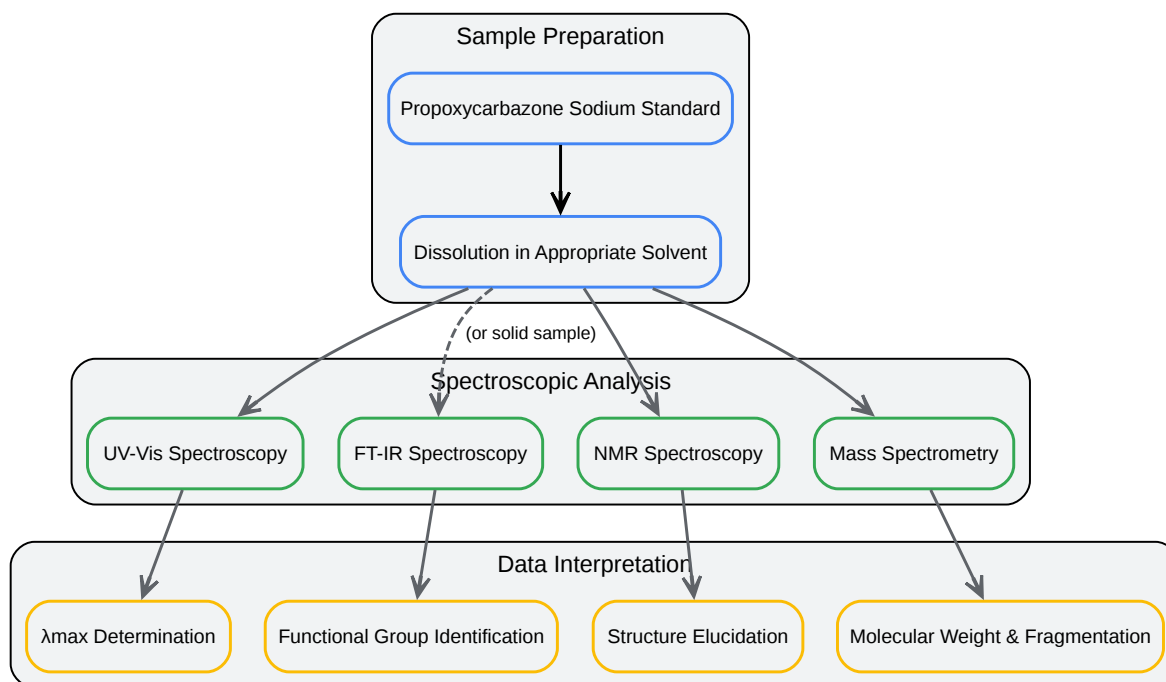 Sample Preparation
Propoxycarbazone Sodium Standard
Dissolution in Appropriate Solvent
(or solid sample)
Spectroscopic Analysis
UV-Vis Spectroscopy
FT-IR Spectroscopy
NMR Spectroscopy
Mass Spectrometry
Data Interpretation
λmax Determination
Functional Group Identification
Structure Elucidation
Molecular Weight & Fragmentation